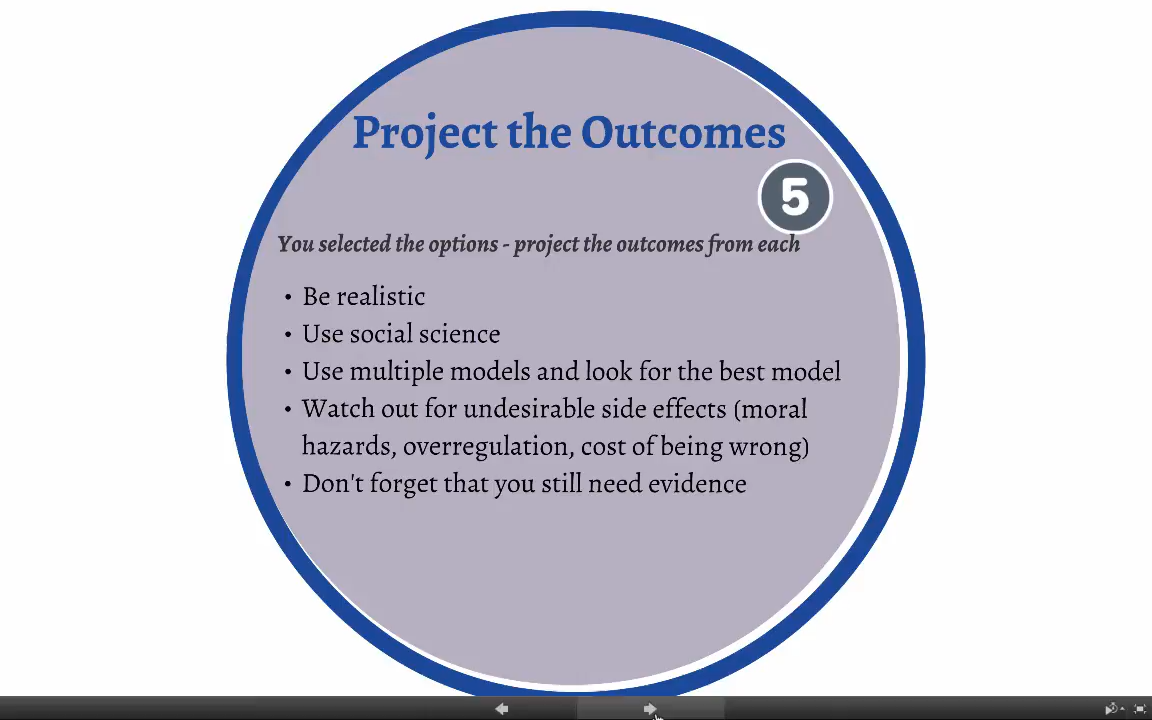 Project the Outcomes
5
You selected the options - project the outcomes from each
• Be realistic
• Use social science
• Use multiple models and look for the best model
• Watch out for undesirable side effects (moral
hazards, overregulation, cost of being wrong)
• Don't forget that you still need evidence